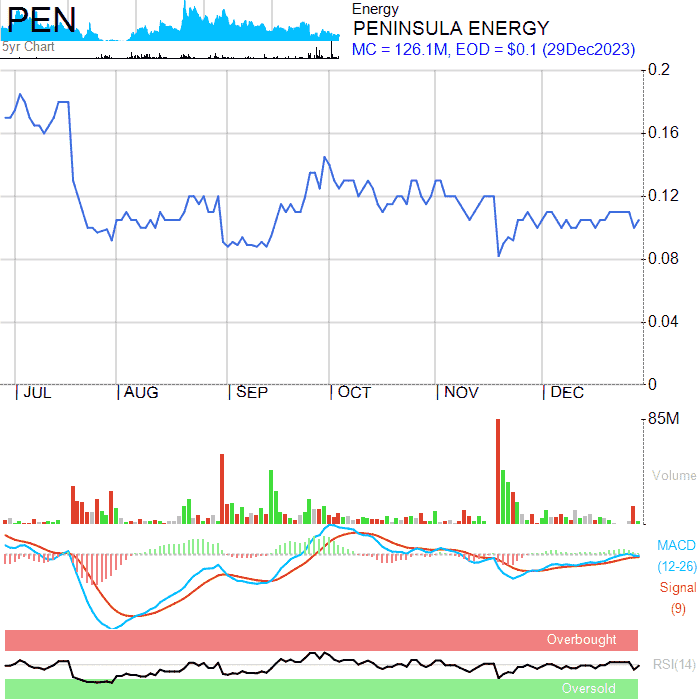 PEN
5yr Chart
Energy
PENINSULA ENERGY
MC = 126.1M, EOD = $0.1 (29Dec2023)
0.2
0.16
0.12
0.08
0.04
0
JUL AUG SEP OCT NOV DEC
85M
Volume
MACD
(12-26)
Signal
(9)
Overbought
RSI(14)
Oversold